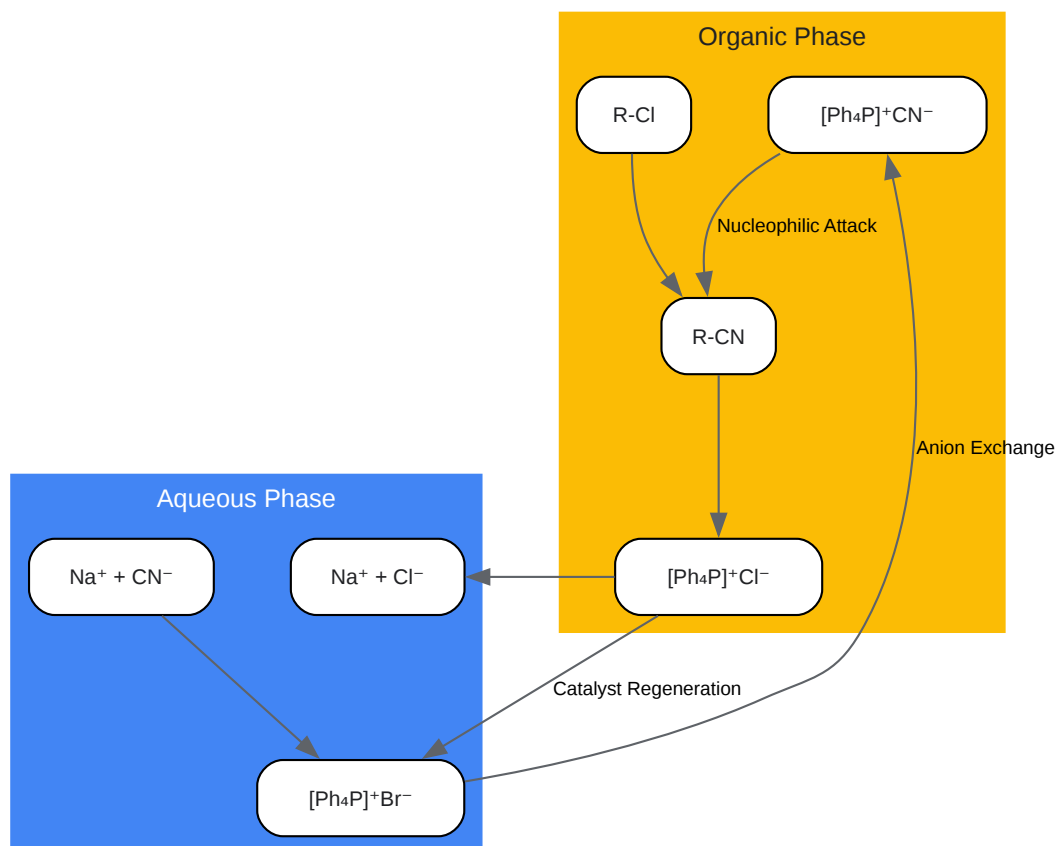 Organic Phase
R-Cl
[Ph₄P]⁺CN⁻
Nucleophilic Attack
R-CN
Anion Exchange
Aqueous Phase
Na⁺ + CN⁻
Na⁺ + Cl⁻
[Ph₄P]⁺Cl⁻
Catalyst Regeneration
[Ph₄P]⁺Br⁻